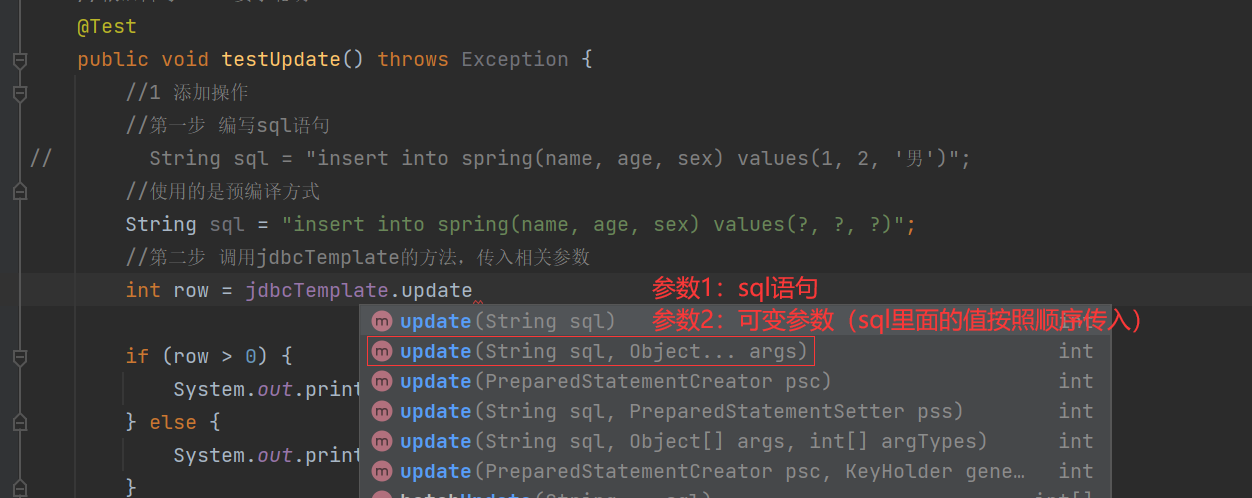 @Test
public void testUpdate() throws Exception {
//1 添加操作
//第一步 编写sql语句
// String sql = "insert into spring(name, age, sex) values(1, 2, '男')";
//使用的是预编译方式
String sql = "insert into spring(name, age, sex) values(?, ?, ?)";
//第二步 调用jdbcTemplate的方法，传入相关参数
int row = jdbcTemplate.update
参数1：sql语句
参数2：可变参数（sql里面的值按照顺序传入）
update(String sql) int
update(String sql, Object... args) int
update(PreparedStatementCreator psc) int
update(String sql, PreparedStatementSetter pss) int
update(String sql, Object[] args, int[] argTypes) int
update(PreparedStatementCreator psc, KeyHolder gene… int
if (row > 0) {
System.out.print
} else {
System.out.print
}